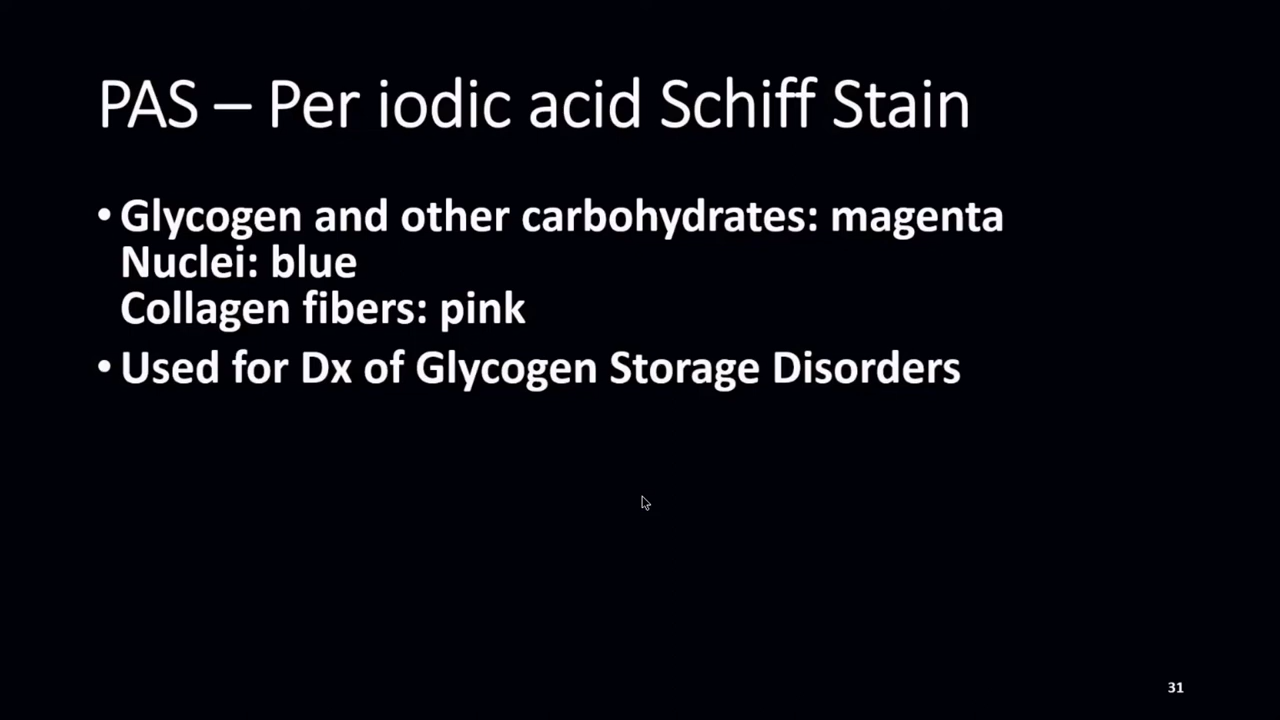 PAS – Per iodic acid Schiff Stain
• Glycogen and other carbohydrates: magenta
Nuclei: blue
Collagen fibers: pink
• Used for Dx of Glycogen Storage Disorders
31